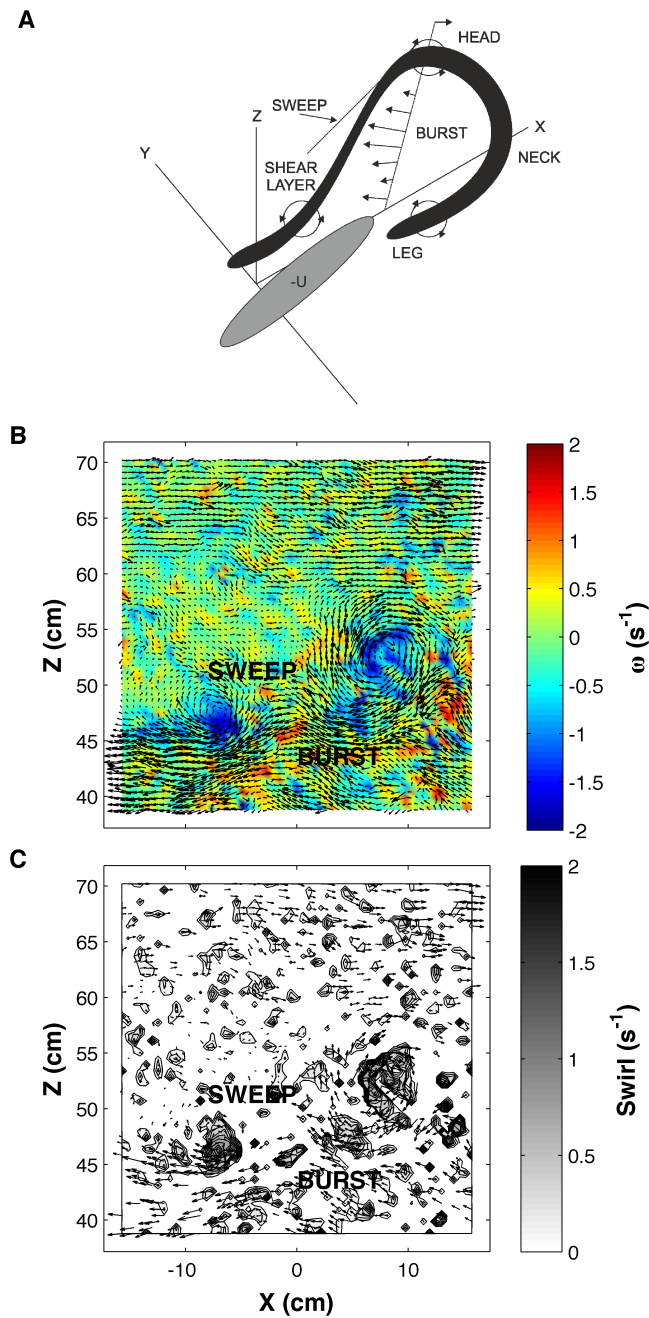 A
HEAD
SWEEP
Z
BURST
X
Y
NECK
SHEAR
LAYER
LEG
-U
B
70
65
60
55
50
45
40
Z (cm)
SWEEP
BURST
2
1.5
1
0.5
0
-0.5
-1
-1.5
-2
ω (s-1)
C
70
65
60
55
50
45
40
Z (cm)
SWEEP
BURST
-10
0
10
X (cm)
2
1.5
1
0.5
0
Swirl (s-1)